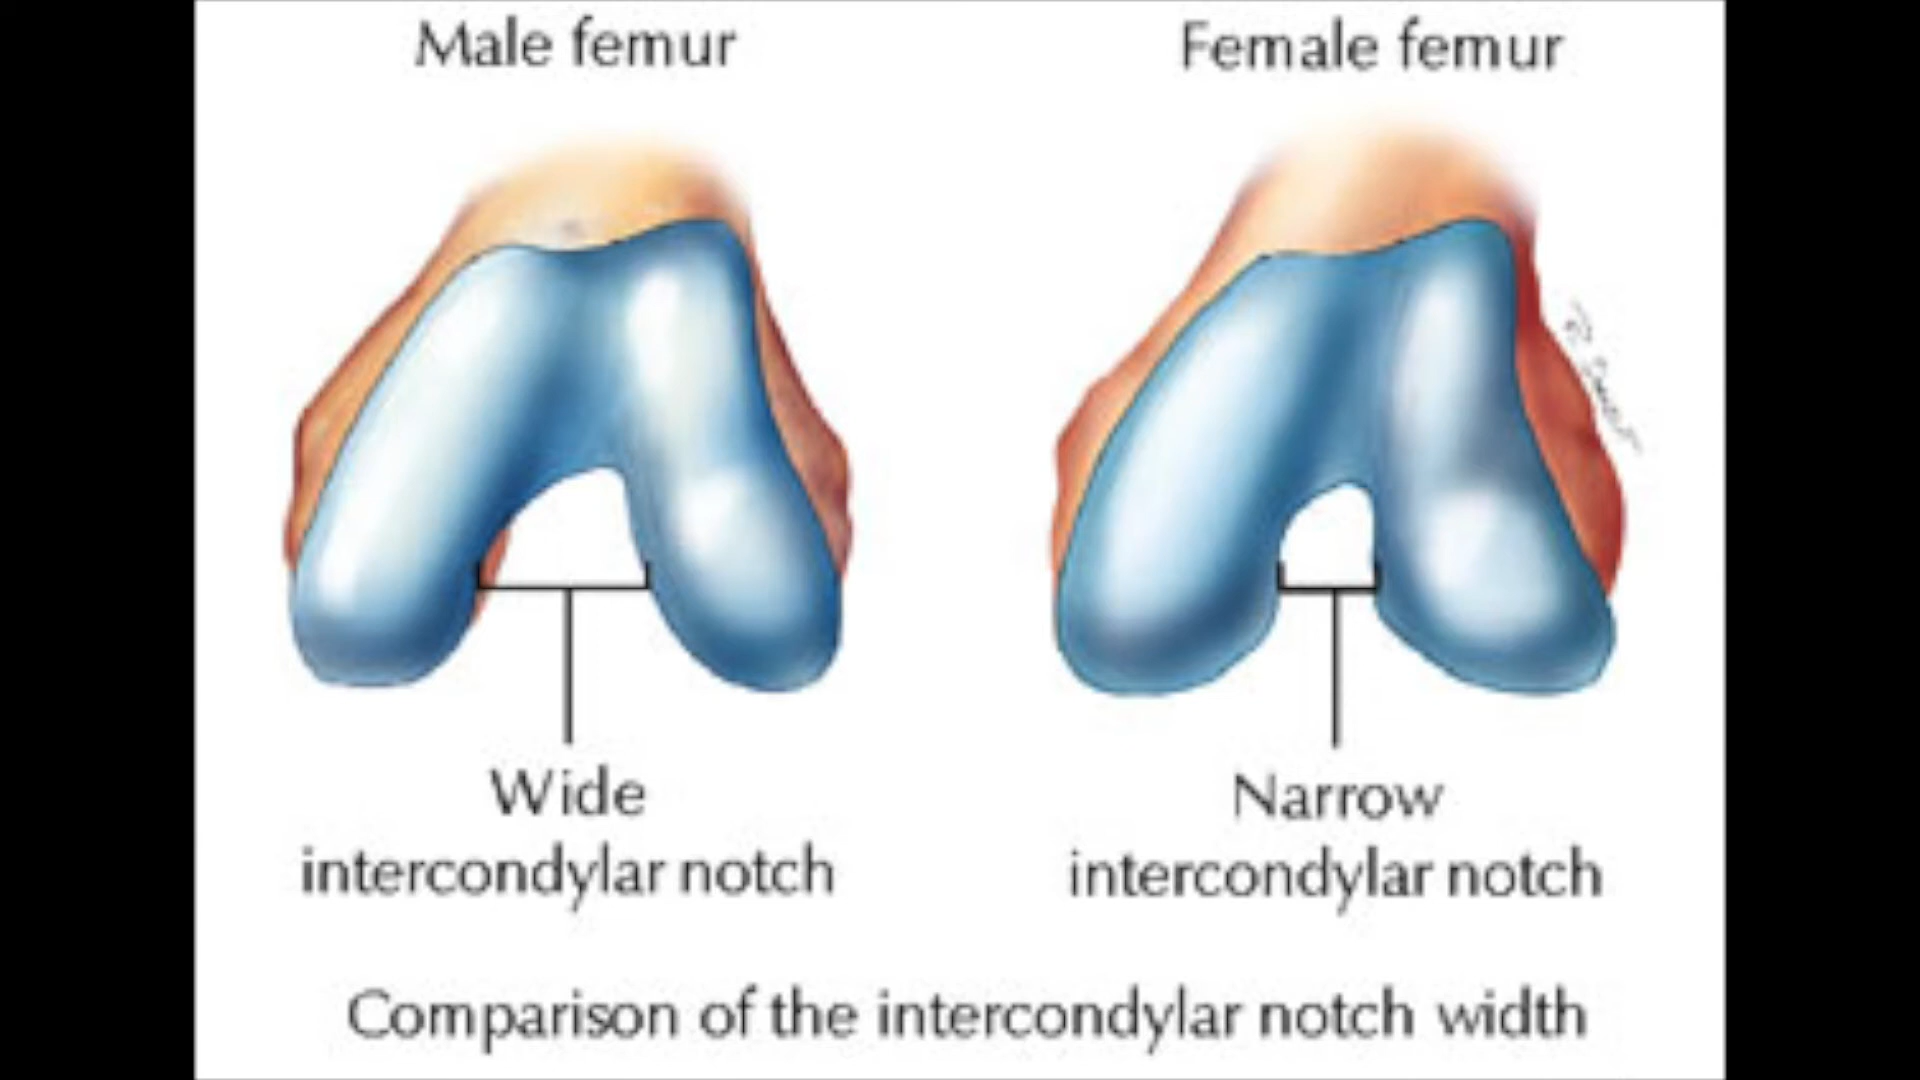 Male femur
Female femur
Wide
intercondylar notch
Narrow
intercondylar notch
Comparison of the intercondylar notch width